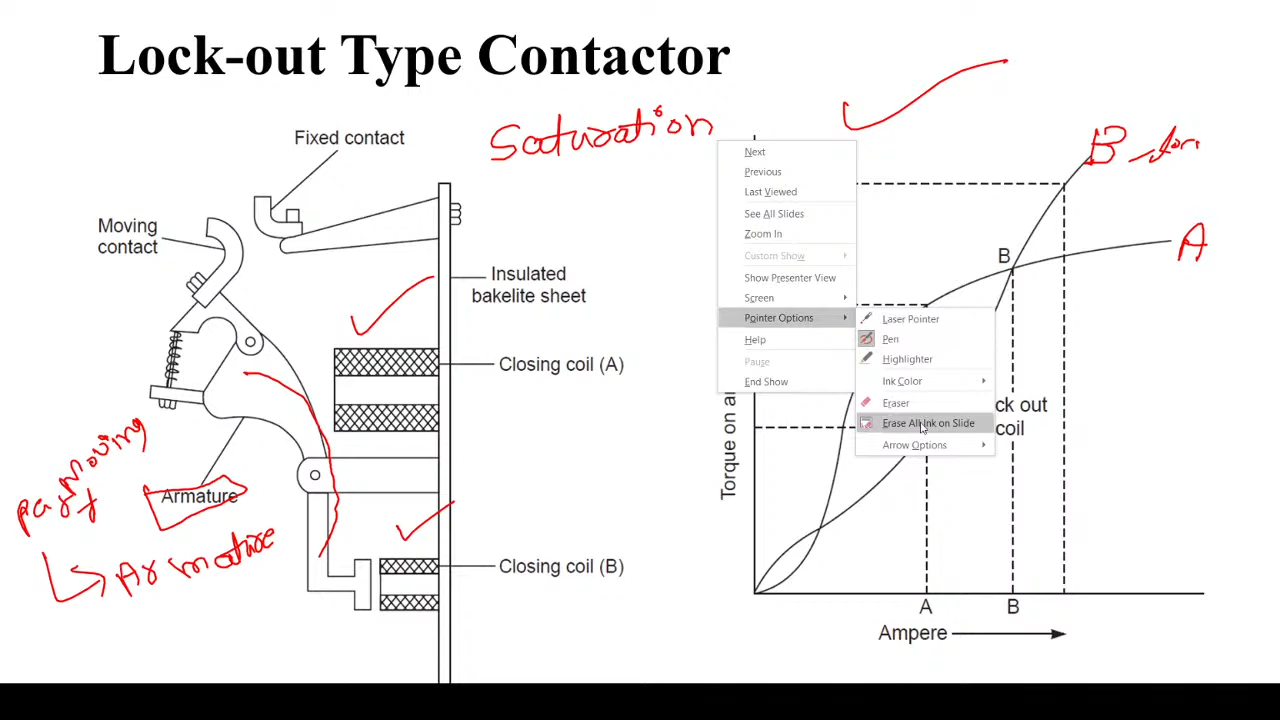 Lock-out Type Contactor
Saturation
Fixed contact
Moving
contact
Insulated
bakelite sheet
Closing coil (A)
moving
part
Armature
Armature
Closing coil (B)
Next
Previous
Last Viewed
See All Slides
Zoom In
Custom Show
Show Presenter View
Screen
Pointer Options
Help
Pause
End Show
Laser Pointer
Pen
Highlighter
Ink Color
Eraser
Erase All Ink on Slide
Arrow Options
B
A
B
ck out
coil
Torque on a
A
B
Ampere